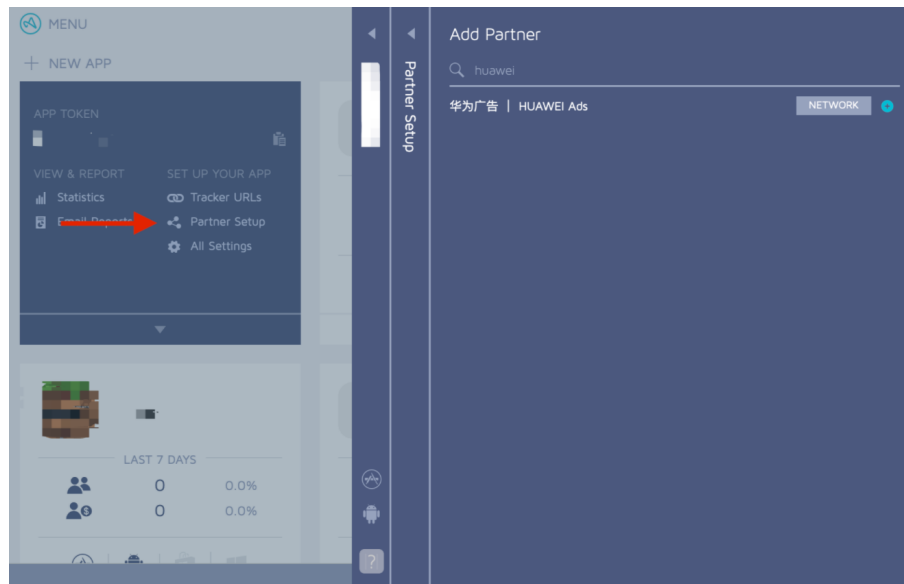 MENU
+ NEW APP
APP TOKEN
VIEW & REPORT
Statistics
Email Reports
SET UP YOUR APP
Tracker URLs
Partner Setup
All Settings
LAST 7 DAYS
0 0.0%
0 0.0%
Partner Setup
?
Add Partner
huawei
华为广告 | HUAWEI Ads
NETWORK